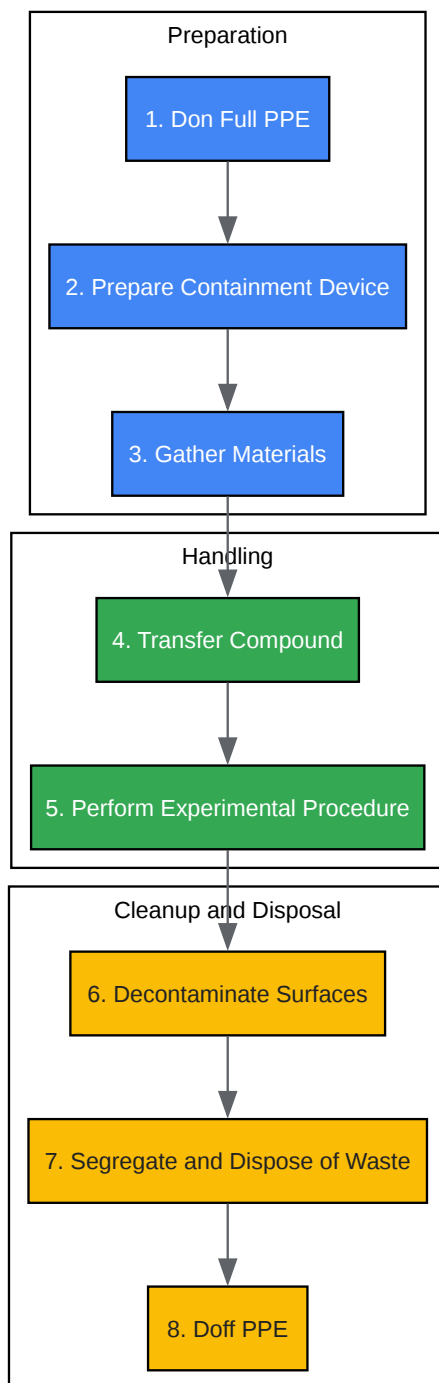 Preparation
1. Don Full PPE
2. Prepare Containment Device
3. Gather Materials
Handling
4. Transfer Compound
5. Perform Experimental Procedure
Cleanup and Disposal
6. Decontaminate Surfaces
7. Segregate and Dispose of Waste
8. Doff PPE